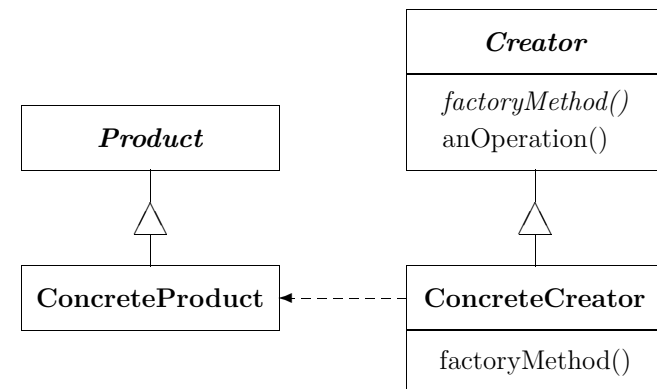 Creator
factoryMethod()
anOperation()
Product
ConcreteProduct
ConcreteCreator
factoryMethod()